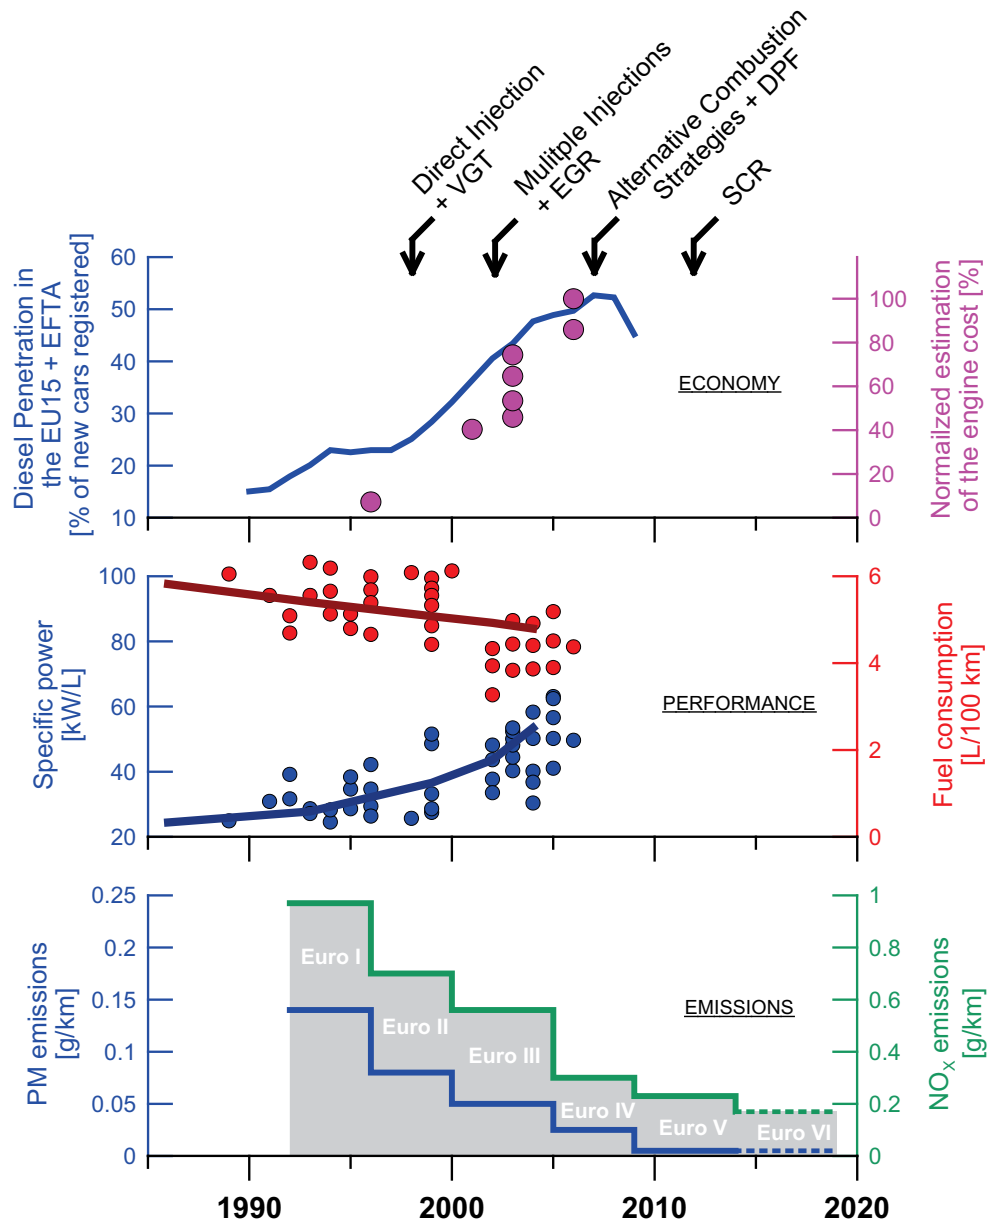 Direct Injection
+ VGT
Mulitple Injections
+ EGR
Alternative Combustion
Strategies + DPF
SCR
Diesel Penetration in
the EU15 + EFTA
[% of new cars registered]
60
50
40
30
20
10
ECONOMY
100
80
60
40
20
0
Normailzed estimation
of the engine cost [%]
Specific power
[kW/L]
100
80
60
40
20
PERFORMANCE
6
4
2
0
Fuel consumption
[L/100 km]
PM emissions
[g/km]
0.25
0.2
0.15
0.1
0.05
0
Euro I
Euro II
Euro III
Euro IV
Euro V
Euro VI
EMISSIONS
1
0.8
0.6
0.4
0.2
0
NOX emissions
[g/km]
1990
2000
2010
2020